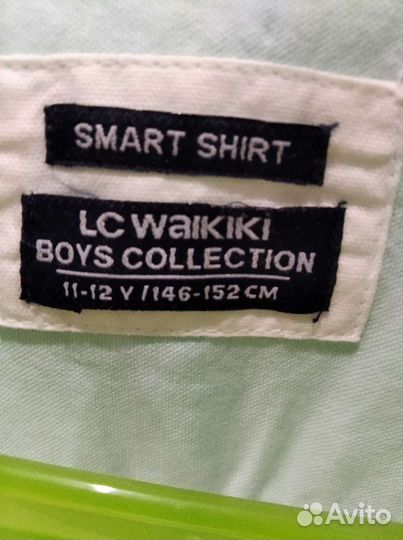 SMART SHIRT
LC WaIKIKI
BOYS COLLECTION
11-12 Y / 146-152 CM
Avito